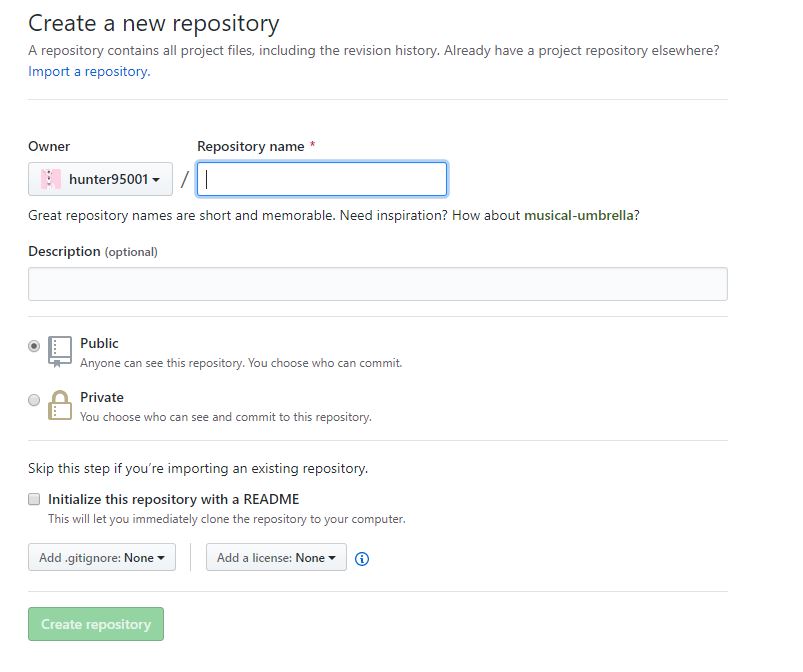 Create a new repository
A repository contains all project files, including the revision history. Already have a project repository elsewhere?
Import a repository.
Owner
Repository name *
hunter95001
/
Great repository names are short and memorable. Need inspiration? How about musical-umbrella?
Description (optional)
Public
Anyone can see this repository. You choose who can commit.
Private
You choose who can see and commit to this repository.
Skip this step if you’re importing an existing repository.
Initialize this repository with a README
This will let you immediately clone the repository to your computer.
Add .gitignore: None
Add a license: None
Create repository